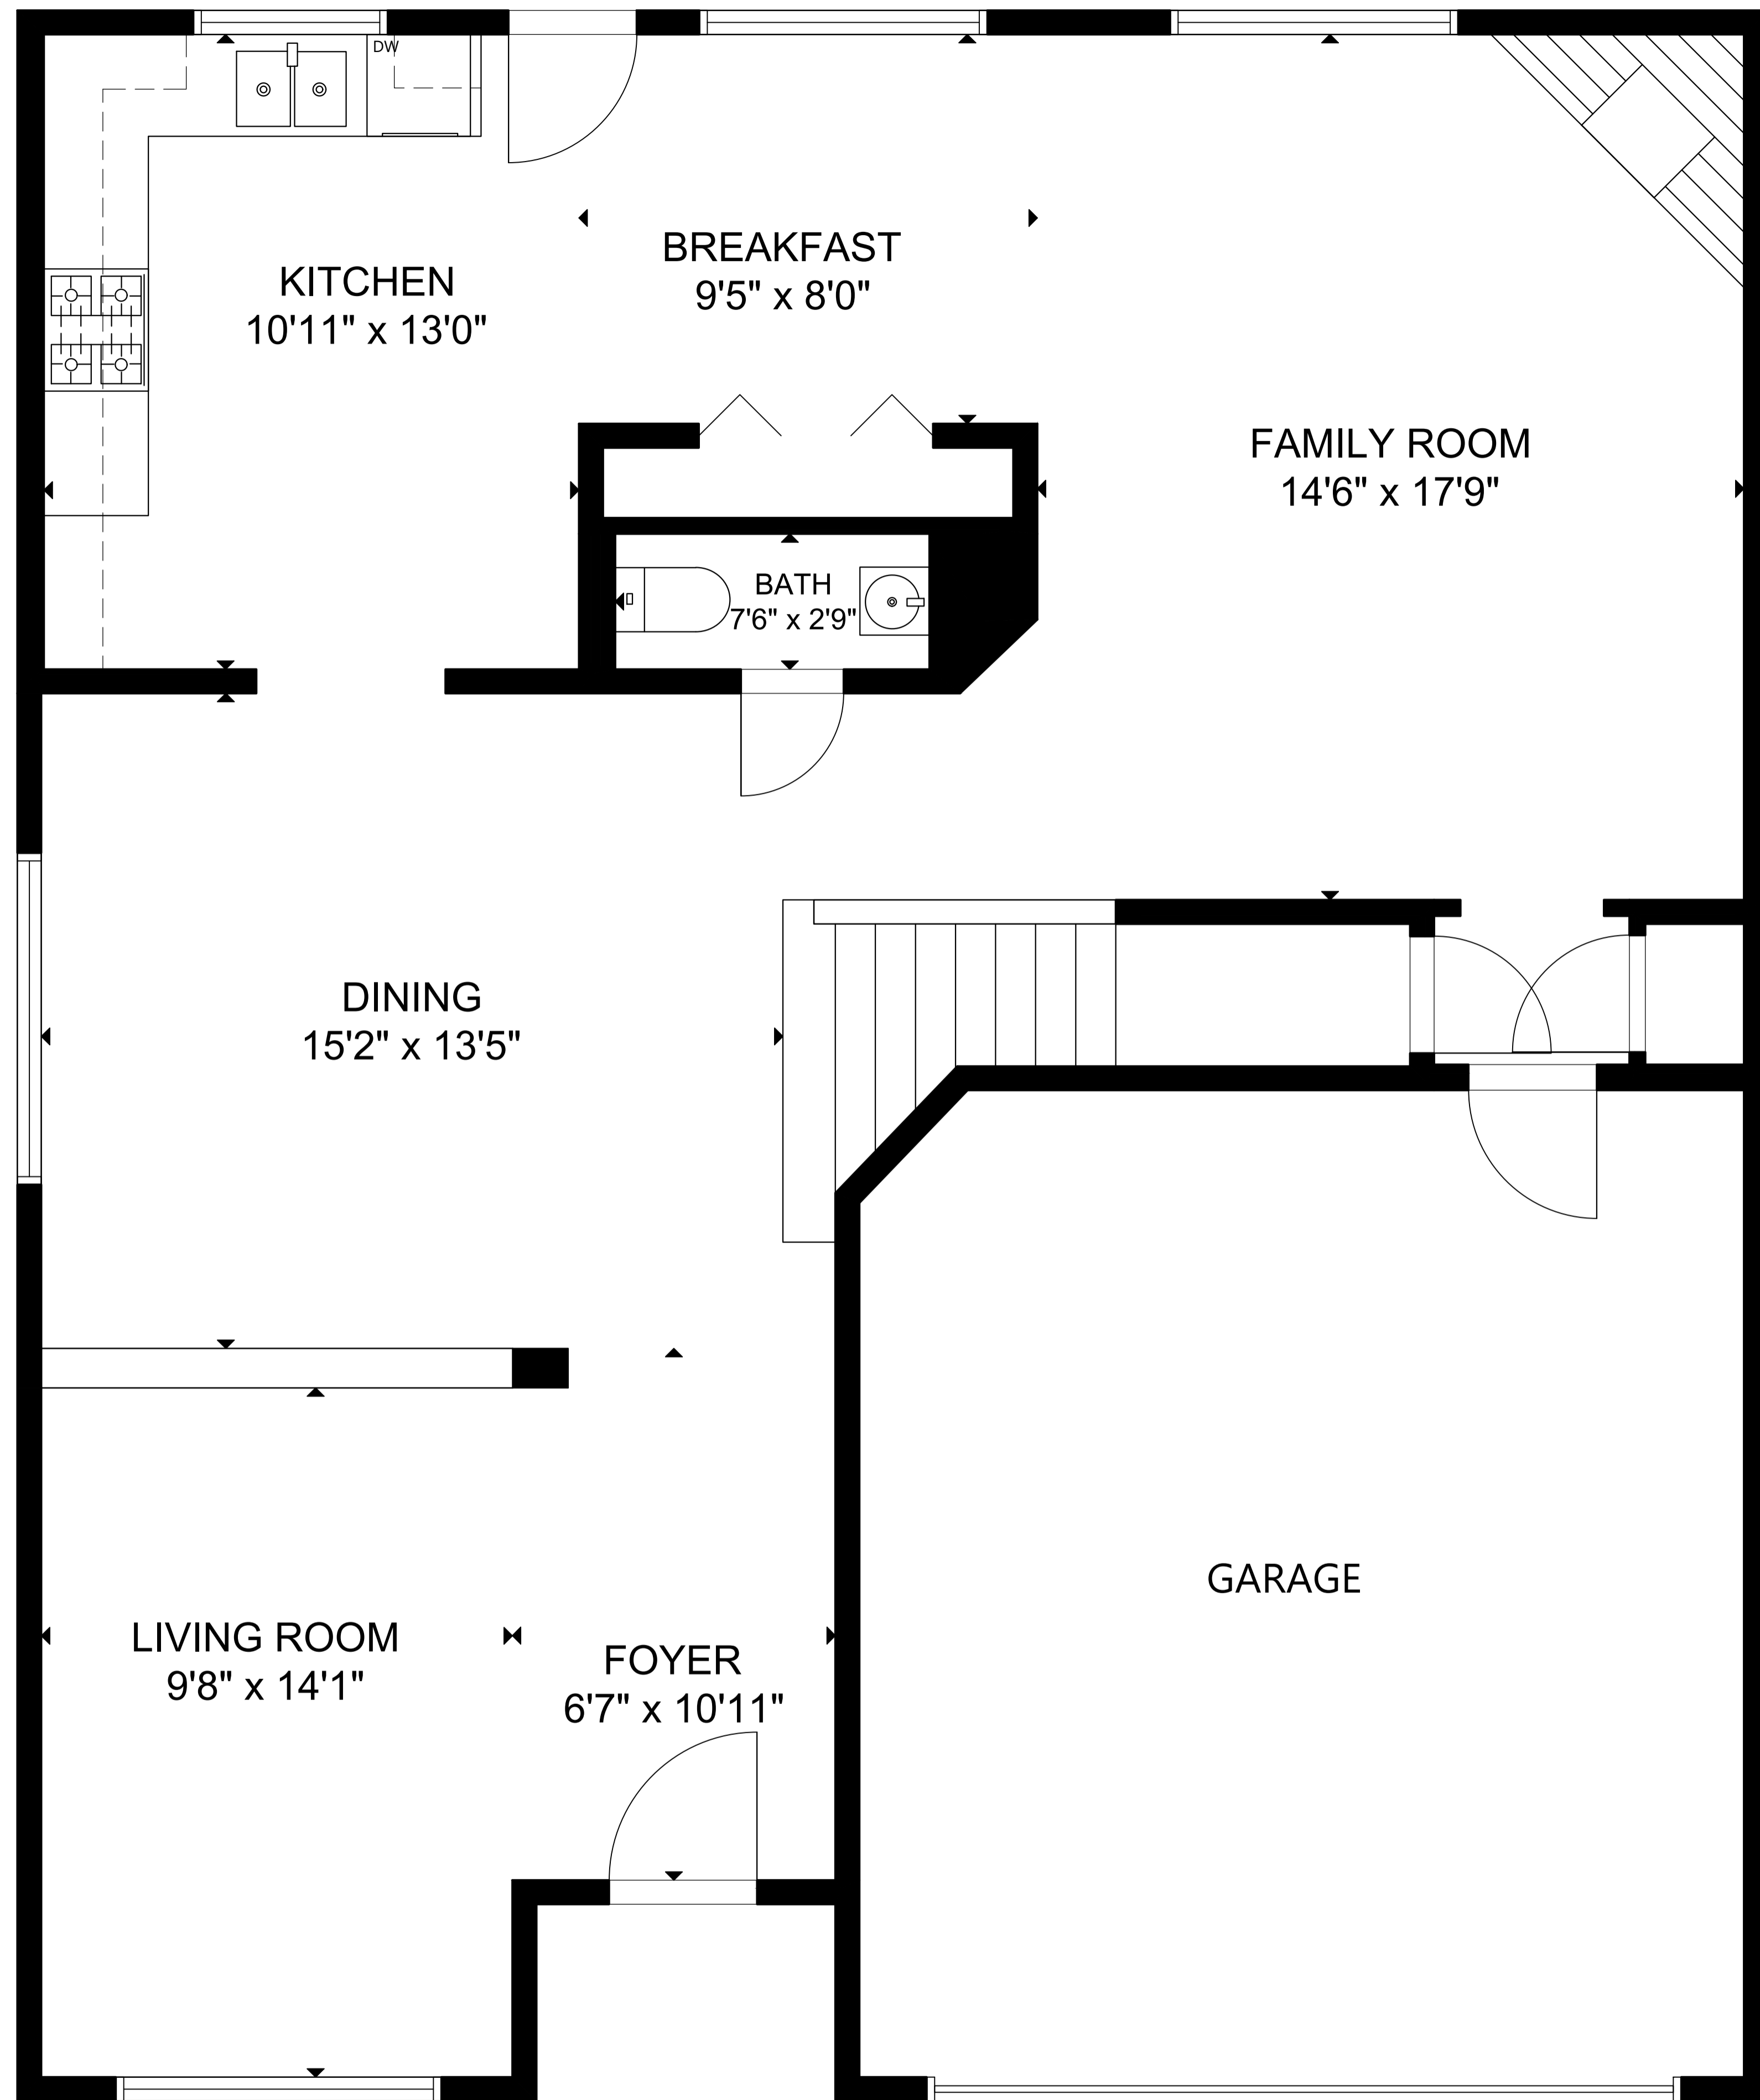 DW
KITCHEN
10'11" x 13'0"
BREAKFAST
9'5" x 8'0"
FAMILY ROOM
14'6" x 17'9"
BATH
7'6" x 2'9"
DINING
15'2" x 13'5"
GARAGE
LIVING ROOM
9'8" x 14'1"
FOYER
6'7" x 10'11"